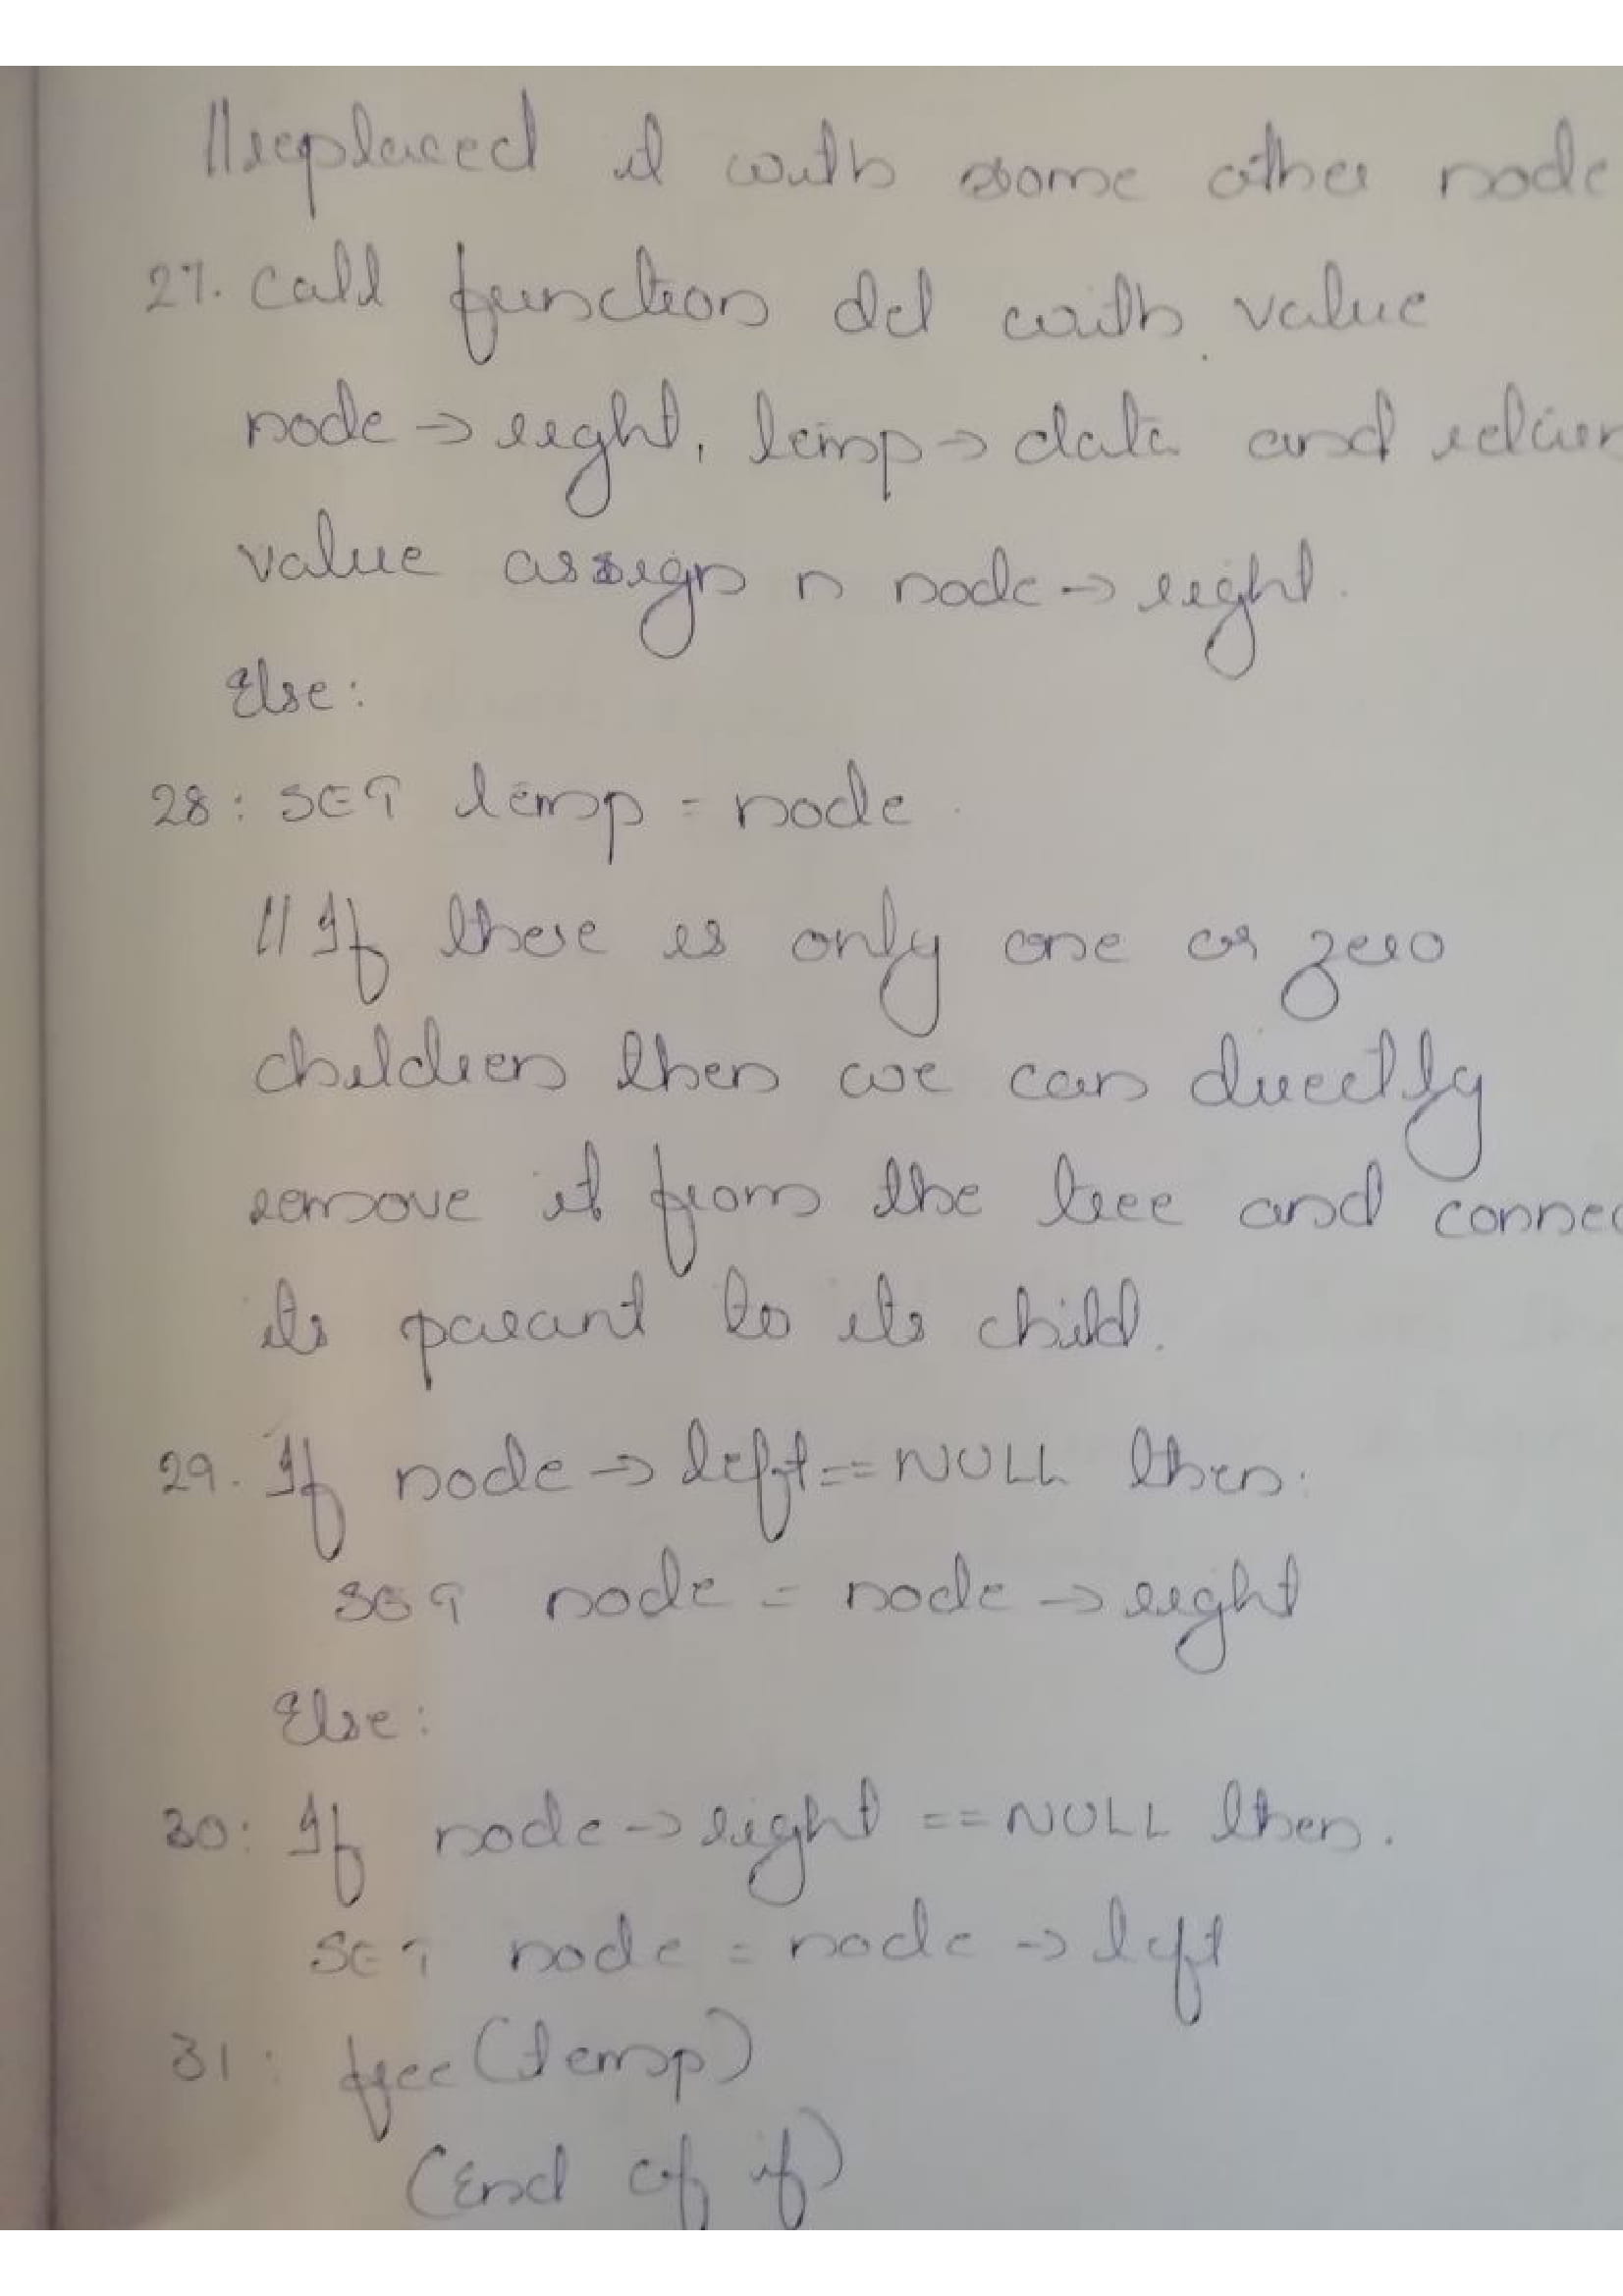 //replaced it with some other node
27. Call function del with value
node → right, temp → data and return
value assign n node → right.
Else:
28: SET temp = node.
// If there is only one or zero
children then we can directly
remove it from the tree and connec
its parant to its child.
29. If node → left == NULL then:
SET node = node → right
Else:
30: If node → right == NULL then.
SET node = node → left
31: free (temp)
(End of if)